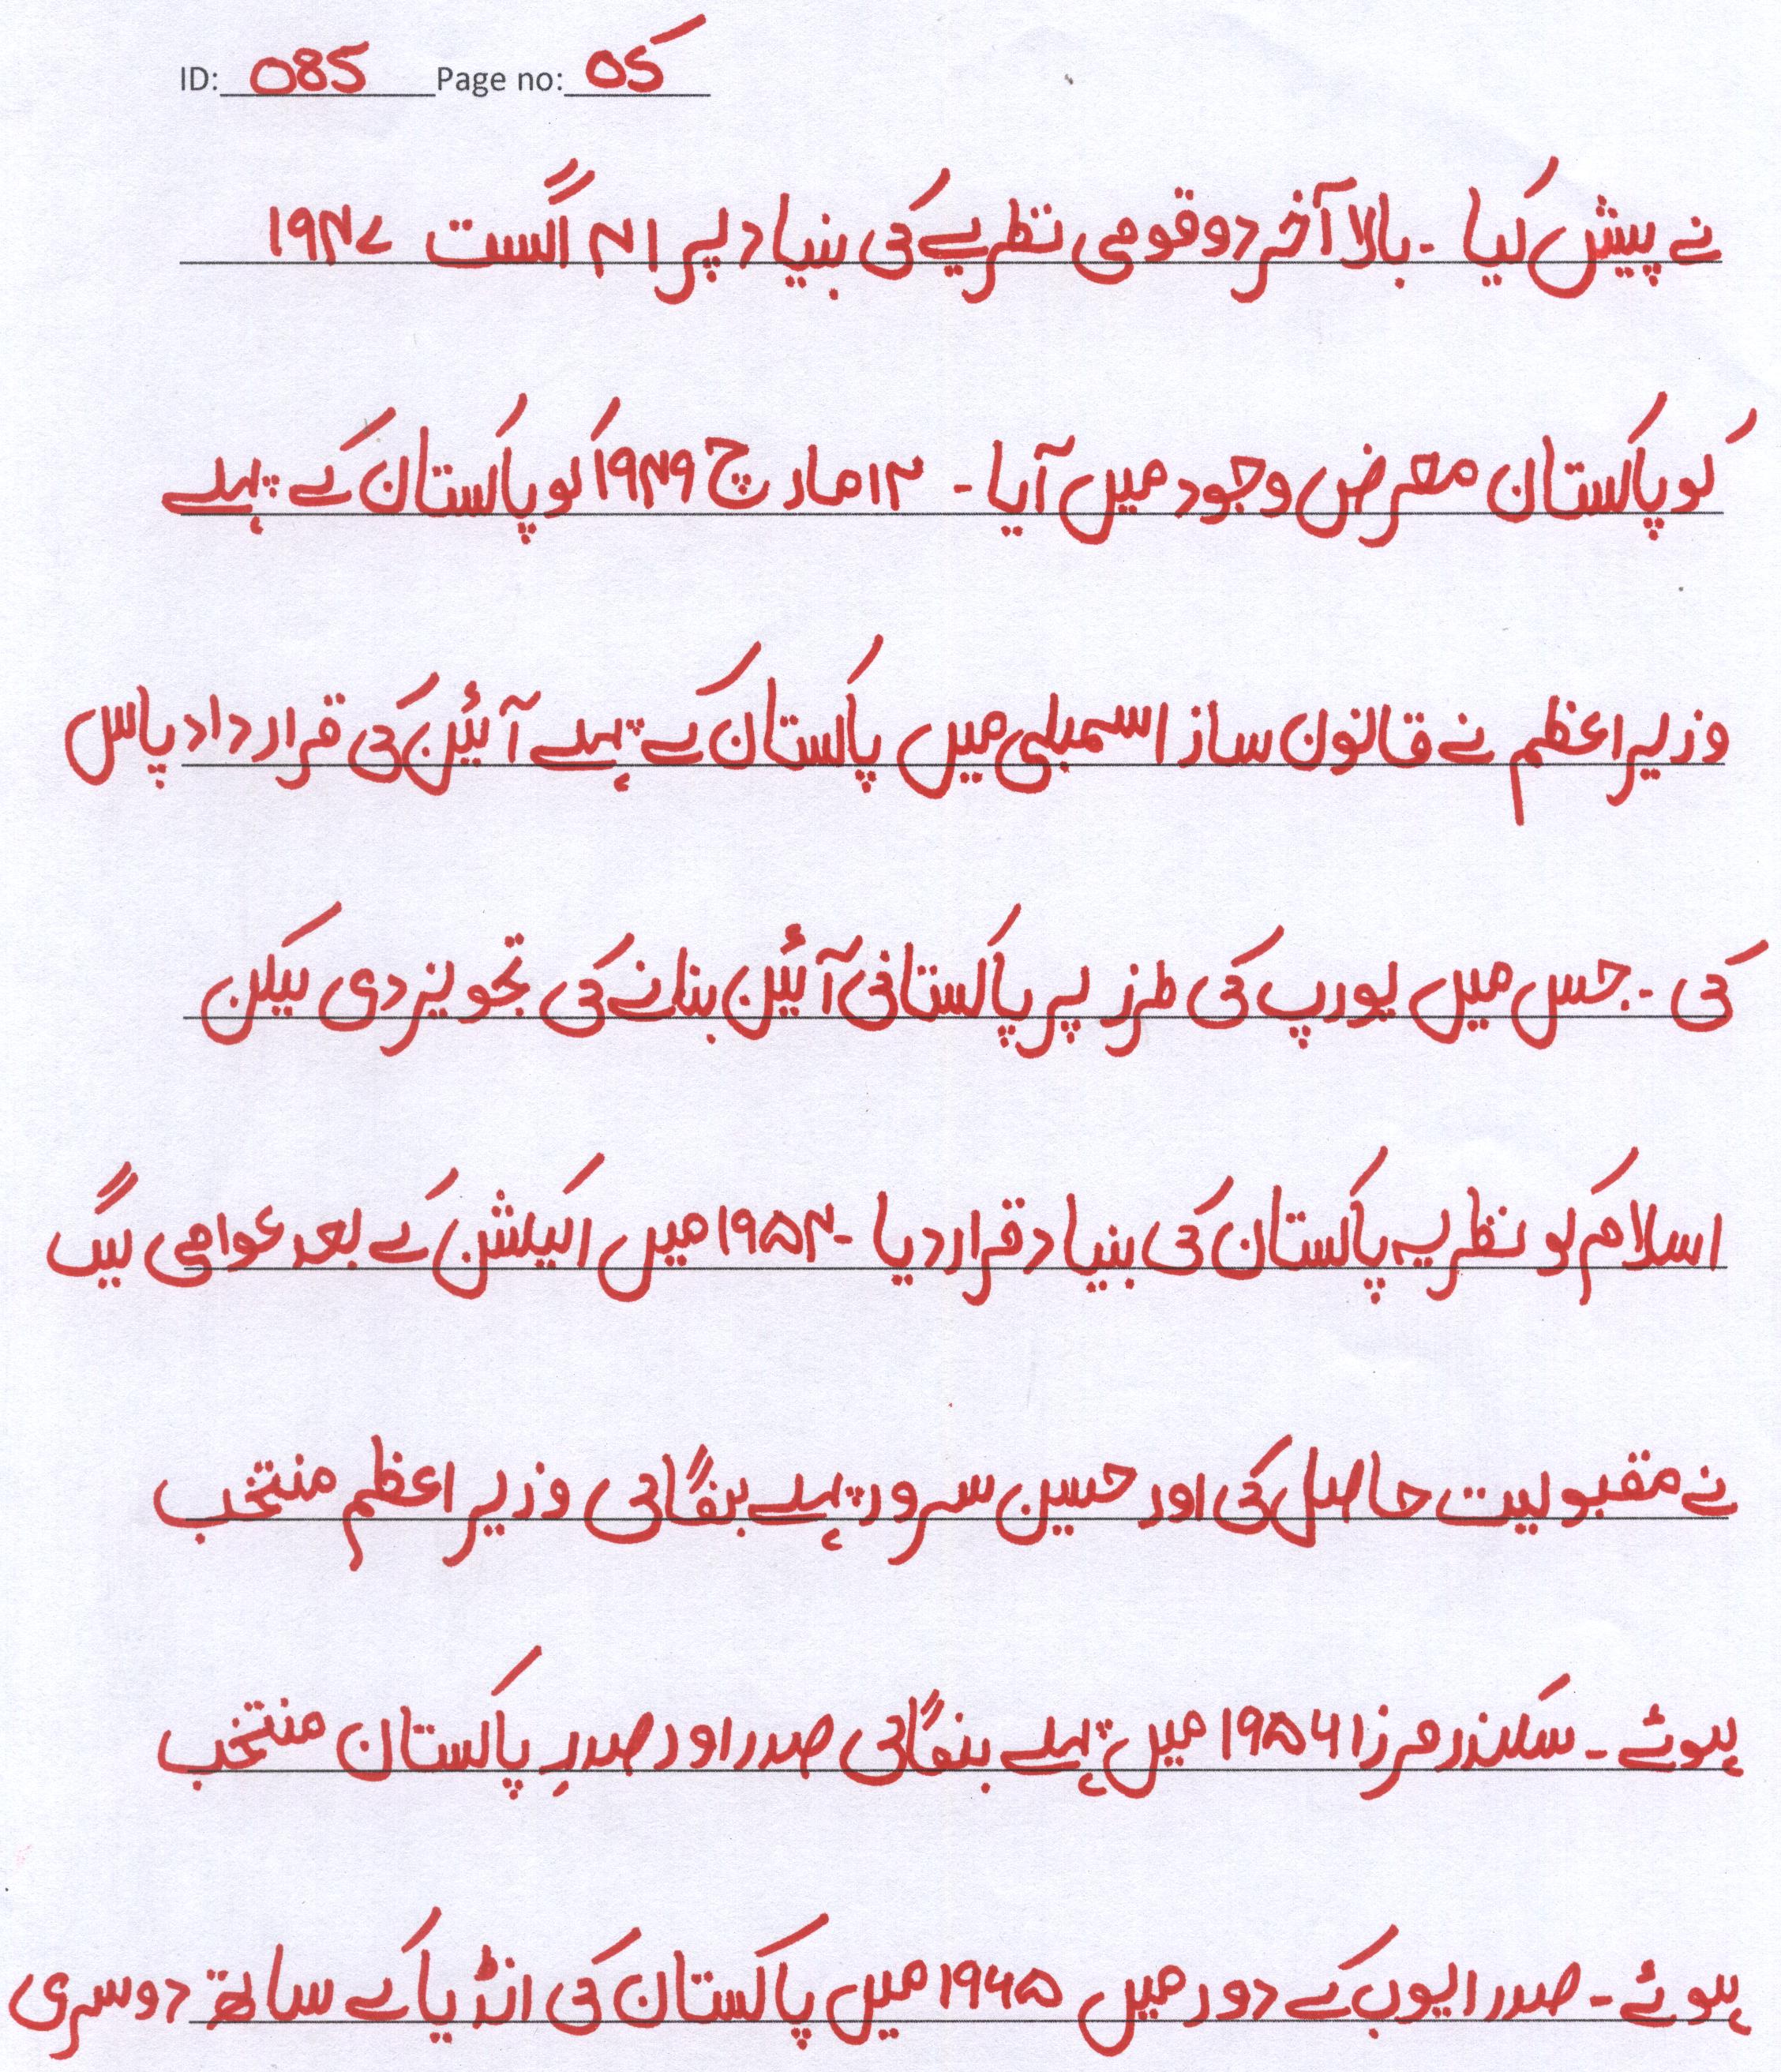 ID: 085 Page no: 05
نے پیش کیا ۔ بالا آخر دو قومی نظریے کی بنیاد پر ۱۴ اگست ۱۹۴۷
کو پاکستان معرض وجود میں آیا ۔ ۱۲ مارچ ۱۹۴۹ کو پاکستان کے پہلے
وزیر اعظم نے قانون ساز اسمبلی میں پاکستان کے پہلے آئین کی قرارداد پاس
کی ۔ جس میں یورپ کی طرز پر پاکستانی آئین بنانے کی تجویز دی لیکن
اسلام کو نظریہ پاکستان کی بنیاد قرار دیا ۔ ۱۹۵۴ میں الیکشن کے بعد عوامی لیگ
نے مقبولیت حاصل کی اور حسین سرور پہلے بنگالی وزیر اعظم منتخب
ہوئے ۔ سکندر مرزا ۱۹۵۶ میں پہلے بنگالی صدر اور صدرِ پاکستان منتخب
ہوئے ۔ صدر ایوب کے دور میں ۱۹۶۵ میں پاکستان کی انڈیا کے ساتھ دوسری